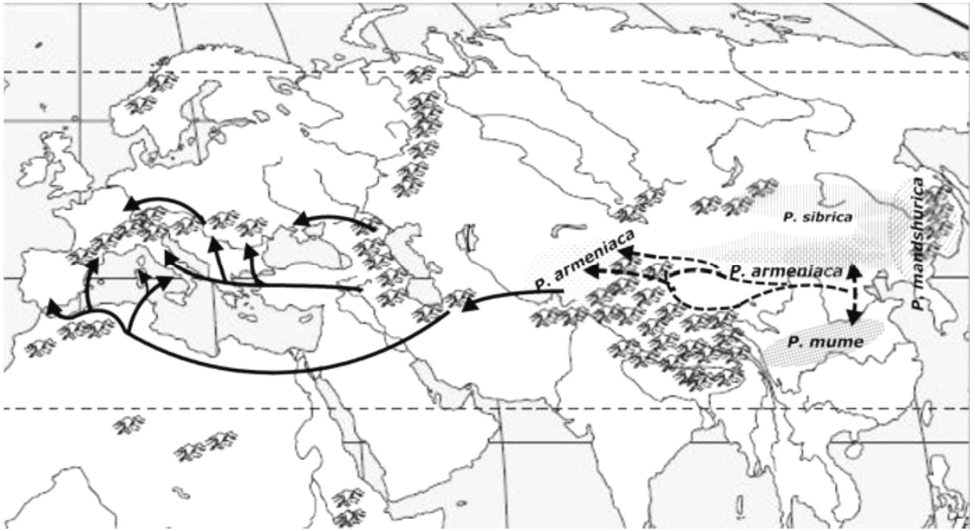 P. sibrica
P. mandshurica
P. armeniaca
P. armeniaca
P. mume